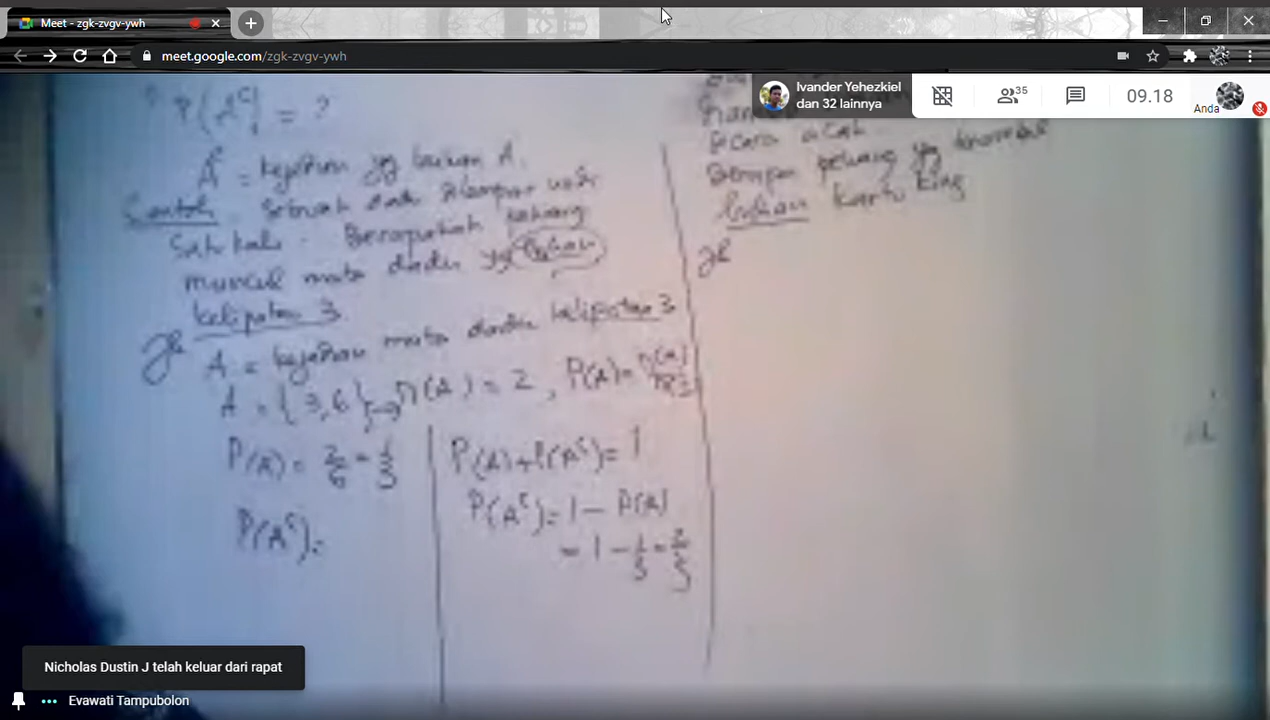 Meet - zgk-zvgv-ywh
meet.google.com/zgk-zvgv-ywh
Ivander Yehezkiel
dan 32 lainnya
35
09.18
Anda
P(A^c) = ?
A^c = kejadian yg bukan A.
Contoh. Sebuah dadu dilempar
satu kali. Berapakah peluang
muncul mata dadu yg bukan
kelipatan 3
Jb
A = kejadian mata dadu kelipatan 3
A = {3, 6} → n(A) = 2, P(A) = n(A)/n(S)
P(A) = 2/6 = 1/3
P(A^c) =
P(A) + P(A^c) = 1
P(A^c) = 1 - P(A)
= 1 - 1/3 = 2/3
secara acak
Berapa peluang yg terambil
bukan kartu king
Jb
Nicholas Dustin J telah keluar dari rapat
Evawati Tampubolon